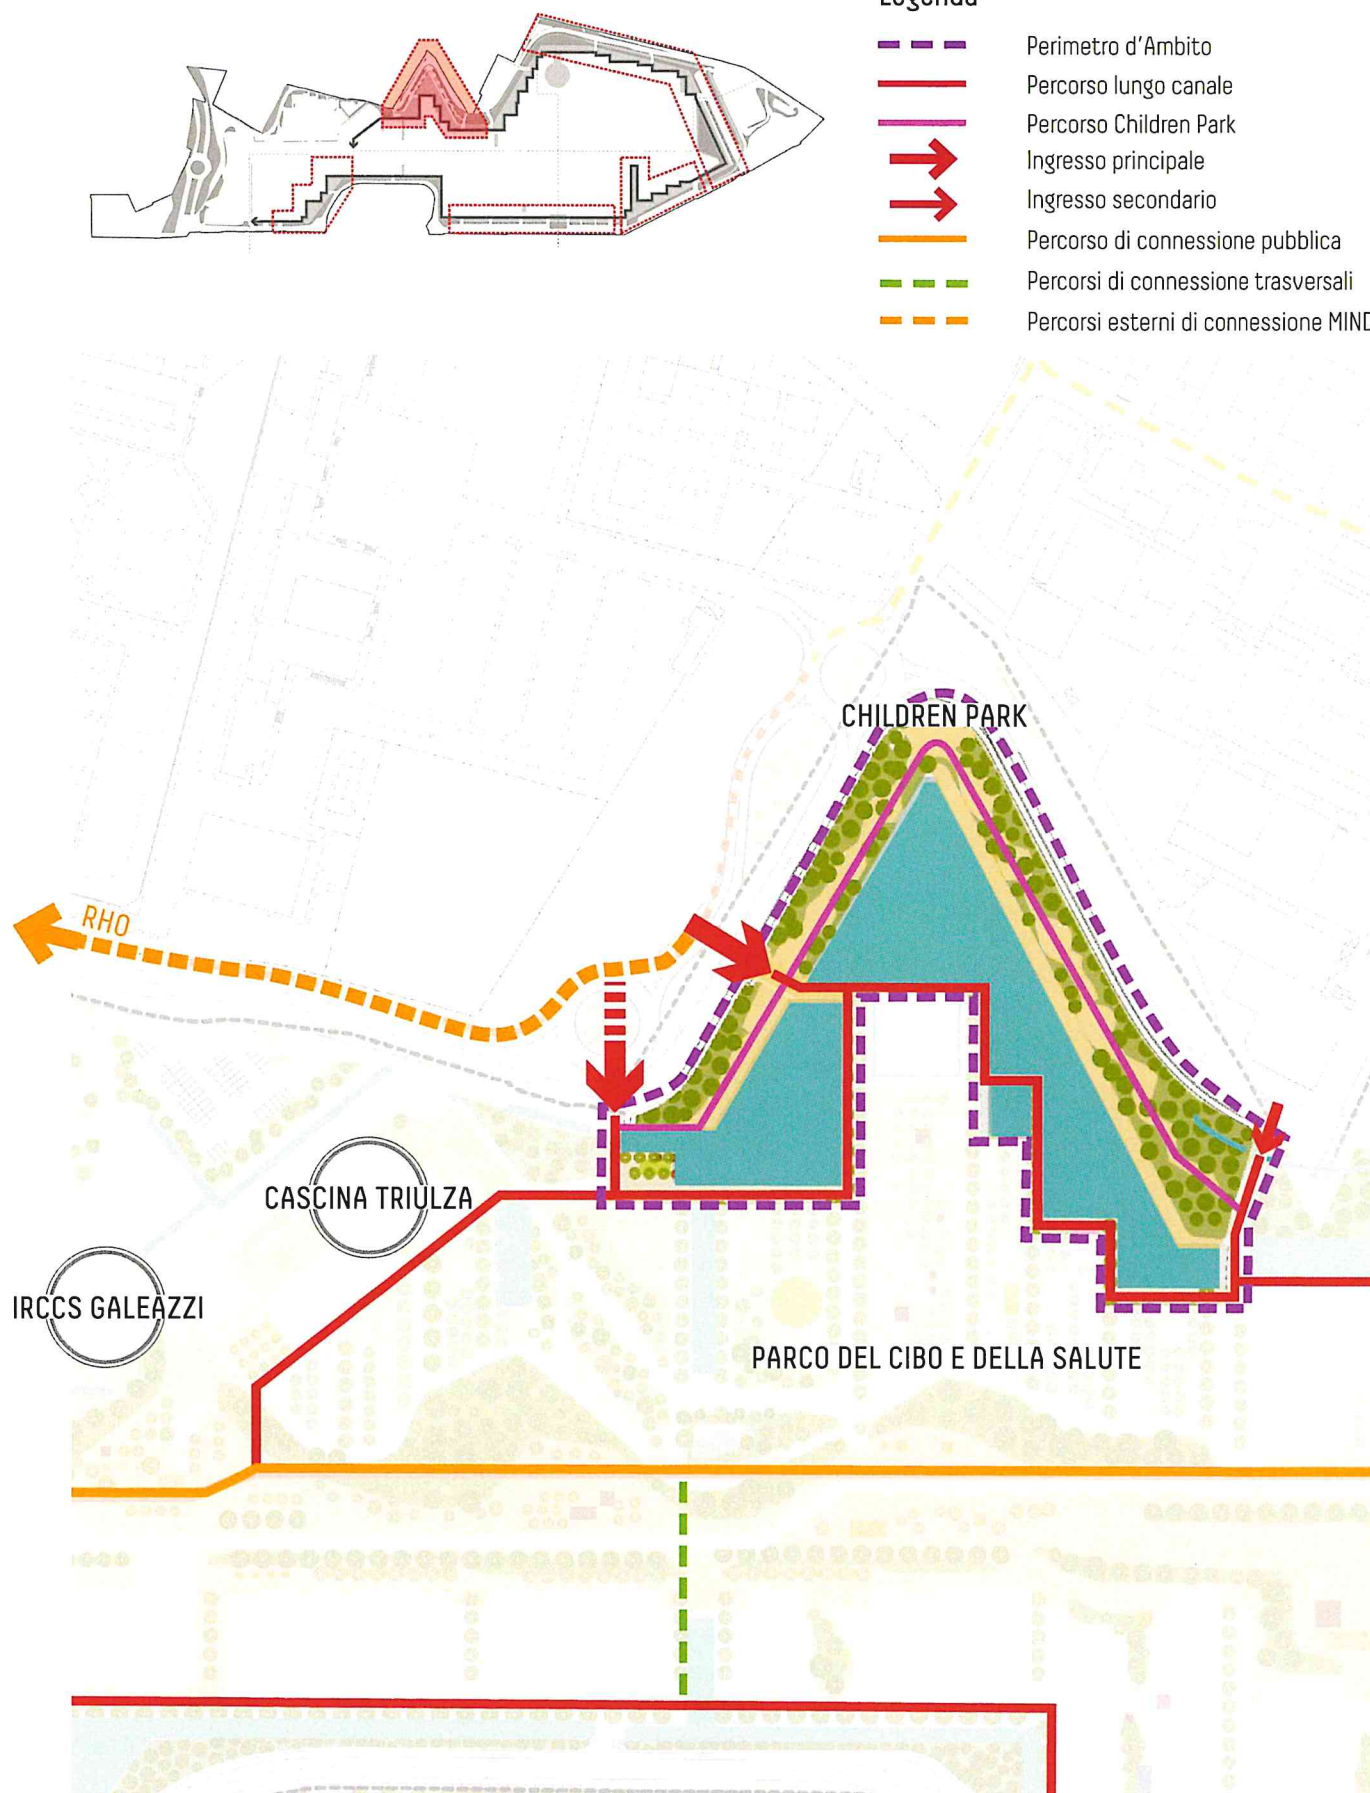 Legenda
Perimetro d'Ambito
Percorso lungo canale
Percorso Children Park
Ingresso principale
Ingresso secondario
Percorso di connessione pubblica
Percorsi di connessione trasversali
Percorsi esterni di connessione MIND
CHILDREN PARK
RHO
CASCINA TRIULZA
IRCCS GALEAZZI
PARCO DEL CIBO E DELLA SALUTE